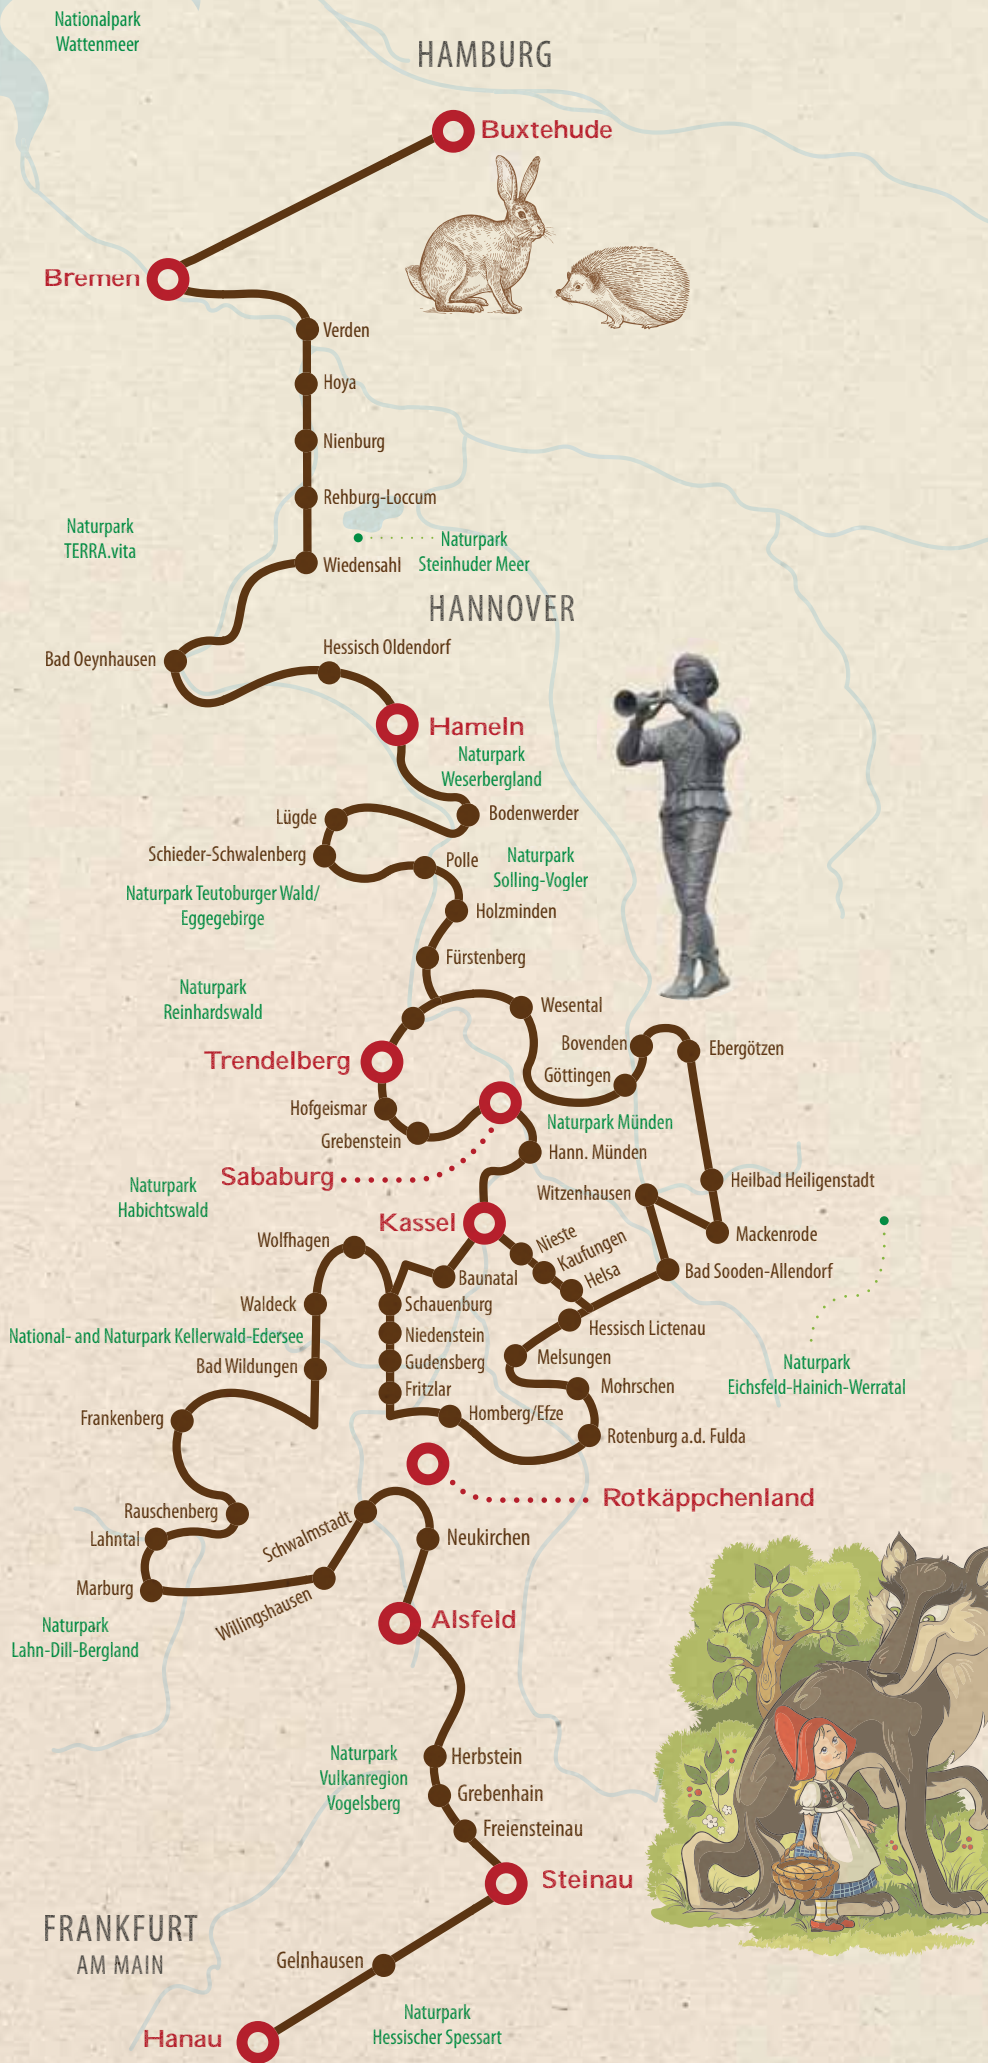 Nationalpark
Wattenmeer
HAMBURG
Buxtehude
Bremen
Verden
Hoya
Nienburg
Rehburg-Loccum
Naturpark
TERRA.vita
Naturpark
Steinhuder Meer
Wiedensahl
HANNOVER
Hessisch Oldendorf
Bad Oeynhausen
Hameln
Naturpark
Weserbergland
Lügde
Bodenwerder
Schieder-Schwalenberg
Polle
Naturpark
Solling-Vogler
Naturpark Teutoburger Wald/
Eggegebirge
Holzminden
Fürstenberg
Naturpark
Reinhardswald
Wesental
Bovenden
Ebergötzen
Trendelberg
Göttingen
Hofgeismar
Naturpark Münden
Grebenstein
Hann. Münden
Sababurg
Heilbad Heiligenstadt
Naturpark
Habichtswald
Witzenhausen
Kassel
Mackenrode
Wolfhagen
Nieste
Kaufungen
Helsa
Baunatal
Bad Sooden-Allendorf
Waldeck
Schauenburg
Hessisch Lictenau
National- and Naturpark Kellerwald-Edersee
Niedenstein
Bad Wildungen
Gudensberg
Melsungen
Naturpark
Eichsfeld-Hainich-Werratal
Fritzlar
Mohrschen
Frankenberg
Homberg/Efze
Rotenburg a.d. Fulda
Rotkäppchenland
Rauschenberg
Lahntal
Schwalmstadt
Neukirchen
Marburg
Willingshausen
Alsfeld
Naturpark
Lahn-Dill-Bergland
Naturpark
Vulkanregion
Vogelsberg
Herbstein
Grebenhain
Freiensteinau
Steinau
FRANKFURT
AM MAIN
Gelnhausen
Naturpark
Hessischer Spessart
Hanau